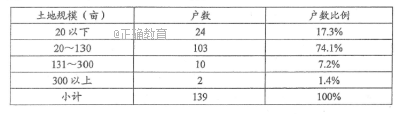 土地规模（亩） 户数 户数比例
20 以下 24 17.3%
@正确教育
20～130 103 74.1%
131～300 10 7.2%
300 以上 2 1.4%
小计 139 100%